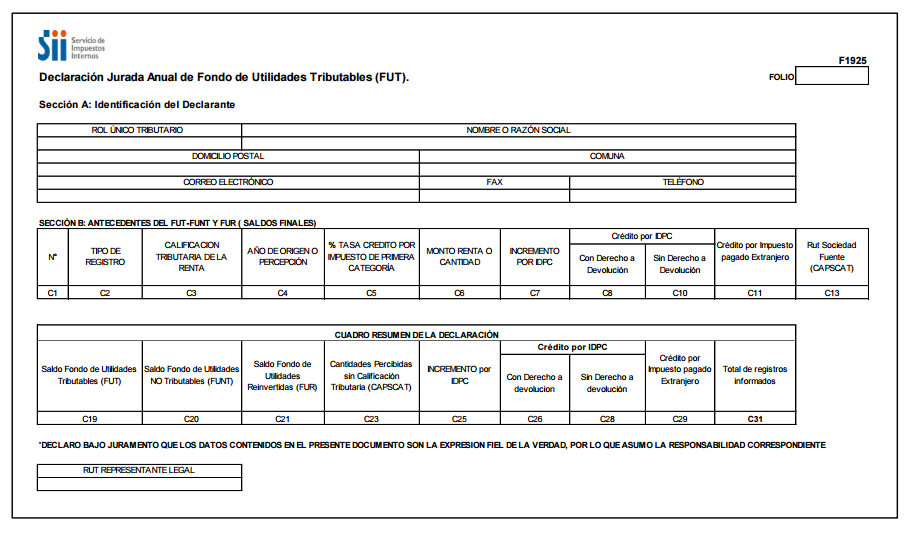 sii Servicio de
Impuestos
Internos
F1925
Declaración Jurada Anual de Fondo de Utilidades Tributables (FUT).
FOLIO
Sección A: Identificación del Declarante
ROL ÚNICO TRIBUTARIO NOMBRE O RAZÓN SOCIAL
DOMICILIO POSTAL COMUNA
CORREO ELECTRÓNICO FAX TELÉFONO
SECCIÓN B: ANTECEDENTES DEL FUT-FUNT Y FUR ( SALDOS FINALES)
N°
TIPO DE
REGISTRO
CALIFICACION
TRIBUTARIA DE LA
RENTA
AÑO DE ORIGEN O
PERCEPCIÓN
% TASA CREDITO POR
IMPUESTO DE PRIMERA
CATEGORÍA
MONTO RENTA O
CANTIDAD
INCREMENTO
POR IDPC
Crédito por IDPC
Con Derecho a
Devolución
Sin Derecho a
Devolución
Crédito por Impuesto
pagado Extranjero
Rut Sociedad
Fuente
(CAPSCAT)
C1 C2 C3 C4 C5 C6 C7 C8 C10 C11 C13
CUADRO RESUMEN DE LA DECLARACIÓN
Saldo Fondo de Utilidades
Tributables (FUT)
Saldo Fondo de Utilidades
NO Tributables (FUNT)
Saldo Fondo de
Utilidades
Reinvertidas (FUR)
Cantidades Percibidas
sin Calificación
Tributaria (CAPSCAT)
INCREMENTO por
IDPC
Crédito por IDPC
Con Derecho a
devolucion
Sin Derecho a
devolución
Crédito por
Impuesto pagado
Extranjero
Total de registros
informados
C19 C20 C21 C23 C25 C26 C28 C29 C31
"DECLARO BAJO JURAMENTO QUE LOS DATOS CONTENIDOS EN EL PRESENTE DOCUMENTO SON LA EXPRESION FIEL DE LA VERDAD, POR LO QUE ASUMO LA RESPONSABILIDAD CORRESPONDIENTE
RUT REPRESENTANTE LEGAL